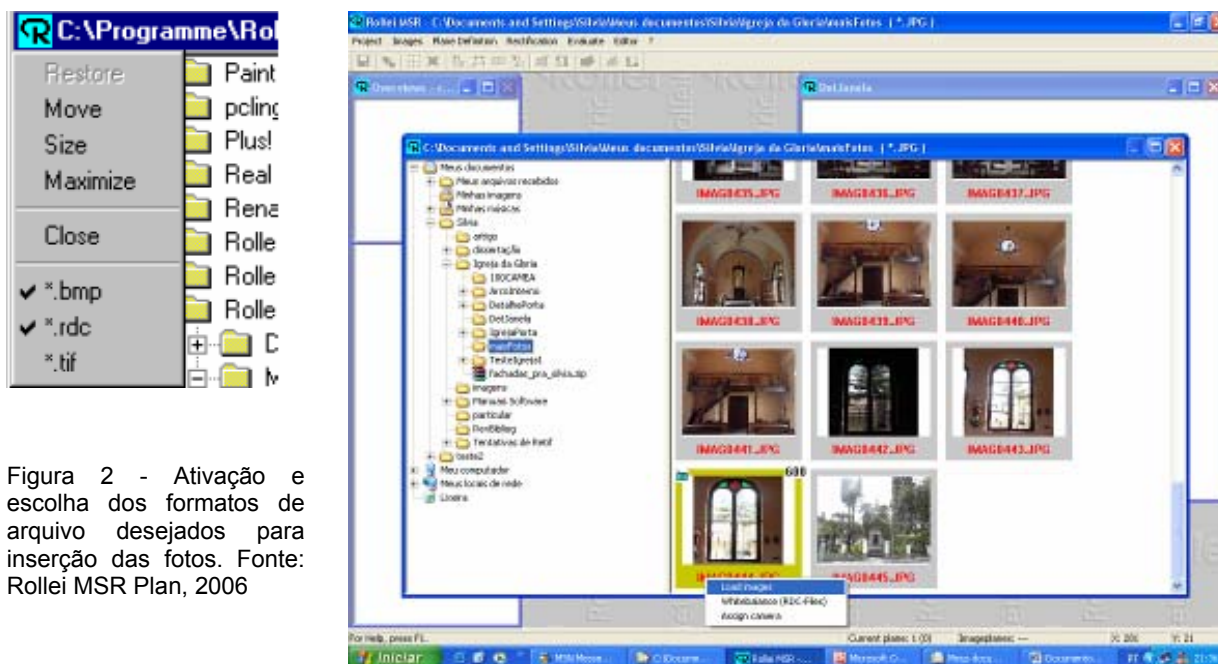 C:\Programme\Rol
Restore
Move
Size
Maximize
Close
*.bmp
*.rdc
*.tif
Paint
pcling
Plus!
Real
Rena
Rolle
Rolle
Rolle
Figura 2 - Ativação e
escolha dos formatos de
arquivo desejados para
inserção das fotos. Fonte:
Rollei MSR Plan, 2006
Rollei MSR - C:\Documents and Settings\Silvia\Meus documentos\Silvia\Igreja da Gloria\maisFotos ( *.JPG )
Project Images Plane Definition Rectification Evaluate Editor ?
DetJanela
C:\Documents and Settings\Silvia\Meus documentos\Silvia\Igreja da Gloria\maisFotos ( *.JPG )
Meus documentos
Meus arquivos recebidos
Minhas imagens
Minhas músicas
Silvia
artigo
dissertação
Igreja da Gloria
100CAMEA
ArcoInterno
DetalhePorta
DetJanela
IgrejaPorta
maisFotos
TesteIgreja1
fachadas_pra_silvia.zip
imagens
Manuais Software
particular
Tentativas de Retif
teste2
Meu computador
Meus locais de rede
Lixeira
IMAG0435.JPG IMAG0436.JPG IMAG0437.JPG
IMAG0438.JPG IMAG0439.JPG IMAG0440.JPG
IMAG0441.JPG IMAG0442.JPG IMAG0443.JPG
IMAG0445.JPG
Load images
Whitebalance (RDC-Files)
Assign camera
For Help, press F1.
Current plane: 1 (0) Imageplanes: ---
X: 201 Y: 21
Iniciar
Rollei MSR -...